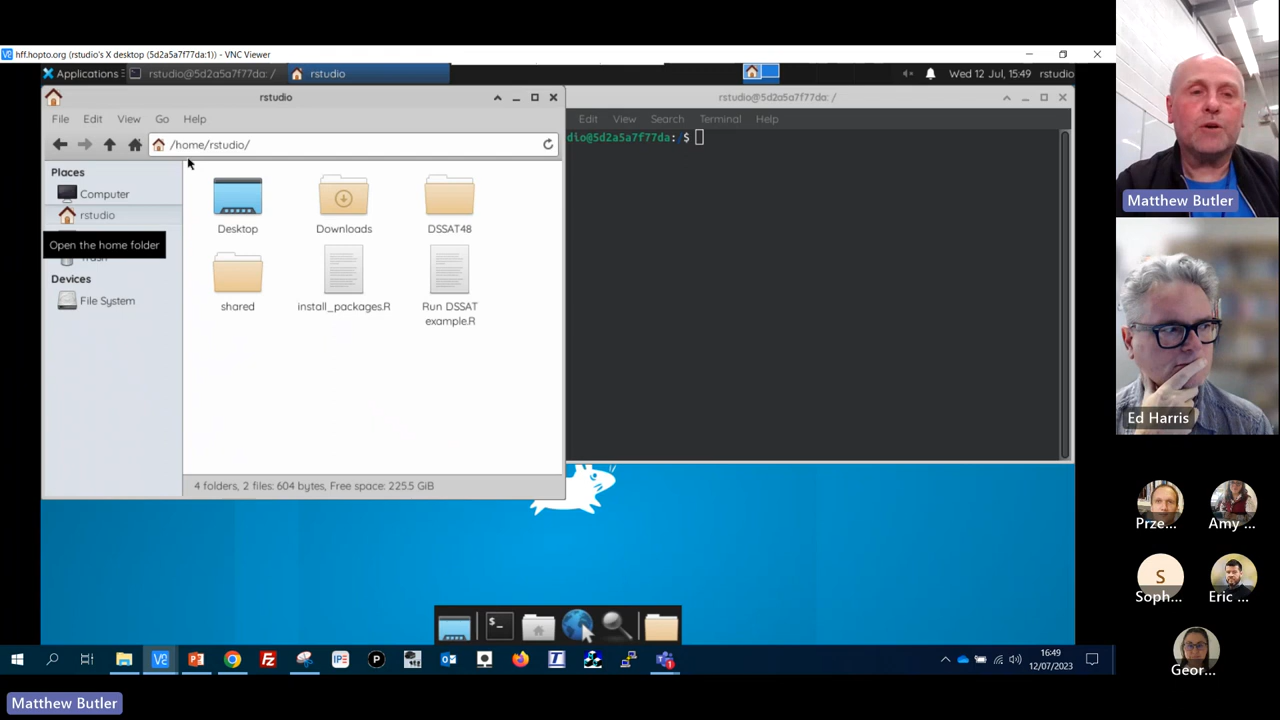 hff.hopto.org (rstudio's X desktop (5d2a5a7f77da:1)) - VNC Viewer
Applications
rstudio@5d2a5a7f77da: /
rstudio
Wed 12 Jul, 15:49
rstudio
rstudio
File Edit View Go Help
/home/rstudio/
Places
Computer
rstudio
Open the home folder
Trash
Devices
File System
Desktop
Downloads
DSSAT48
shared
install_packages.R
Run DSSAT
example.R
4 folders, 2 files: 604 bytes, Free space: 225.5 GiB
rstudio@5d2a5a7f77da: /
Edit View Search Terminal Help
dio@5d2a5a7f77da:/$
Matthew Butler
Ed Harris
Prze...
Amy ...
Soph...
S
Eric ...
Geor...
16:49
12/07/2023
Matthew Butler